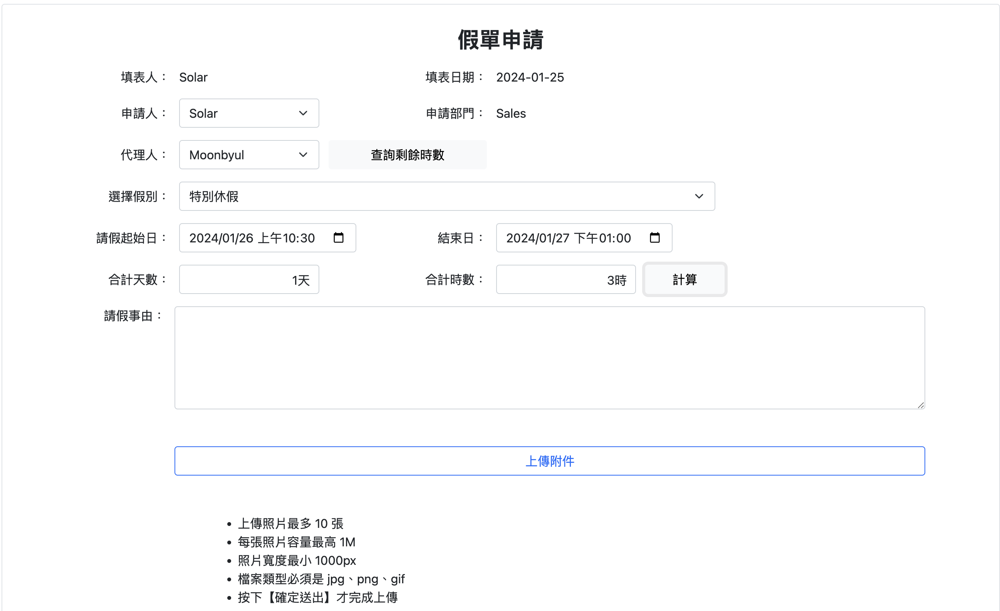 假單申請
填表人： Solar 填表日期： 2024-01-25
申請人： Solar 申請部門： Sales
代理人： Moonbyul 查詢剩餘時數
選擇假別： 特別休假
請假起始日： 2024/01/26 上午10:30 結束日： 2024/01/27 下午01:00
合計天數： 1天 合計時數： 3時 計算
請假事由：
上傳附件
• 上傳照片最多 10 張
• 每張照片容量最高 1M
• 照片寬度最小 1000px
• 檔案類型必須是 jpg、png、gif
• 按下【確定送出】才完成上傳